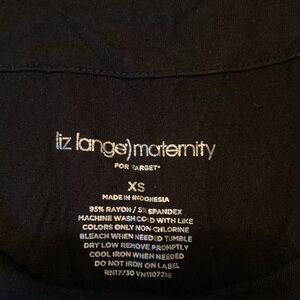 liz lange) maternity
FOR TARGET®
XS
MADE IN INDONESIA
95% RAYON / 5% SPANDEX
MACHINE WASH COLD WITH LIKE
COLORS ONLY NON-CHLORINE
BLEACH WHEN NEEDED TUMBLE
DRY LOW REMOVE PROMPTLY
COOL IRON WHEN NEEDED
DO NOT IRON ON LABEL
RN17730 VN1107216